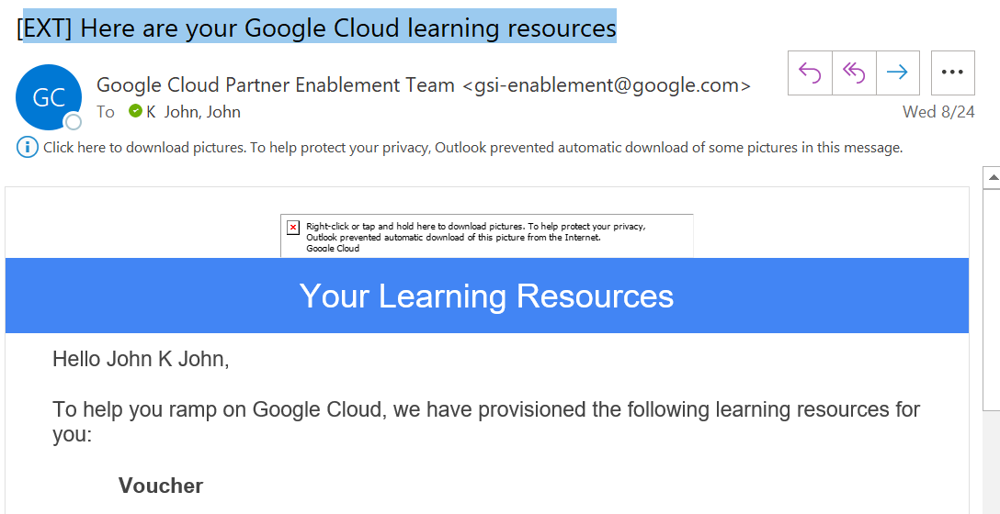 [EXT] Here are your Google Cloud learning resources
GC
Google Cloud Partner Enablement Team <gsi-enablement@google.com>
To K John, John
Wed 8/24
Click here to download pictures. To help protect your privacy, Outlook prevented automatic download of some pictures in this message.
Right-click or tap and hold here to download pictures. To help protect your privacy,
Outlook prevented automatic download of this picture from the Internet.
Google Cloud
Your Learning Resources
Hello John K John,
To help you ramp on Google Cloud, we have provisioned the following learning resources for
you:
Voucher